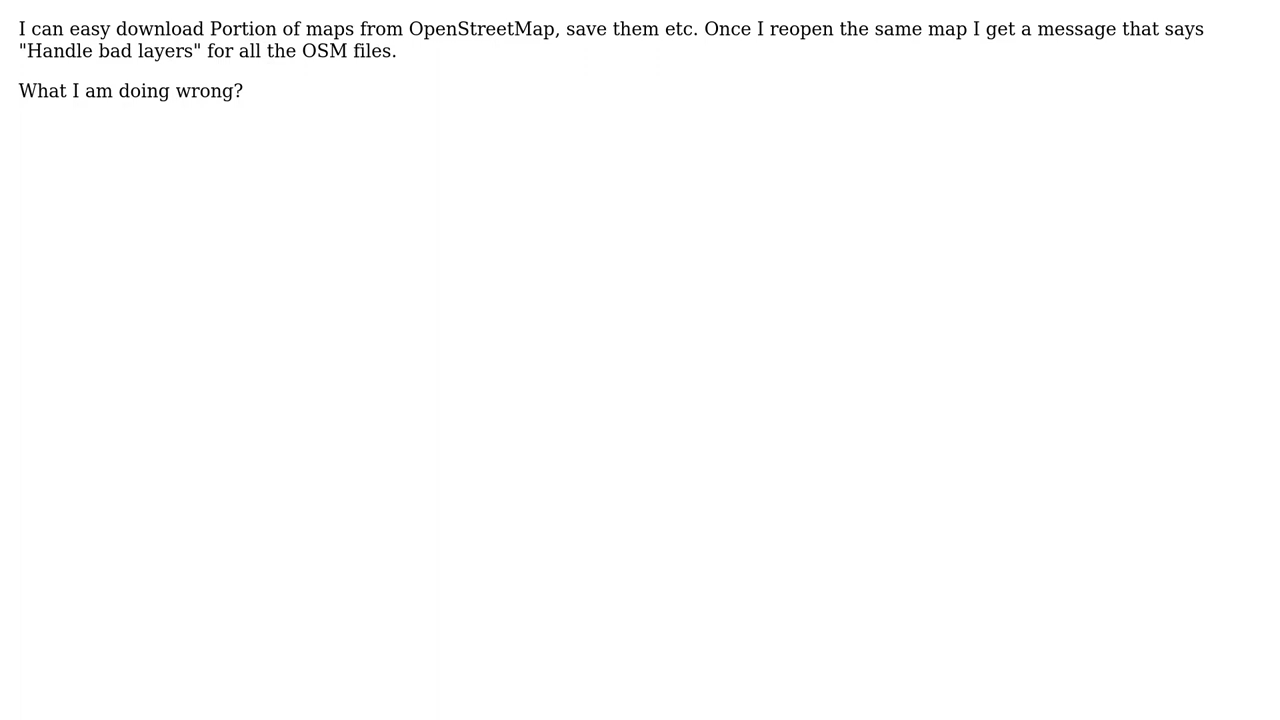 I can easy download Portion of maps from OpenStreetMap, save them etc. Once I reopen the same map I get a message that says
"Handle bad layers" for all the OSM files.
What I am doing wrong?